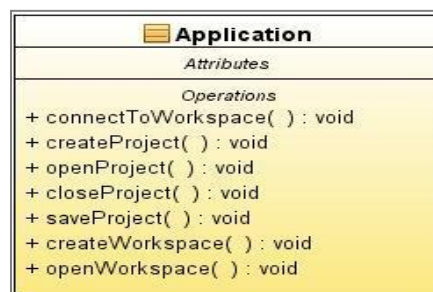 Application
Attributes
Operations
+ connectToWorkspace( ) : void
+ createProject( ) : void
+ openProject( ) : void
+ closeProject( ) : void
+ saveProject( ) : void
+ createWorkspace( ) : void
+ openWorkspace( ) : void